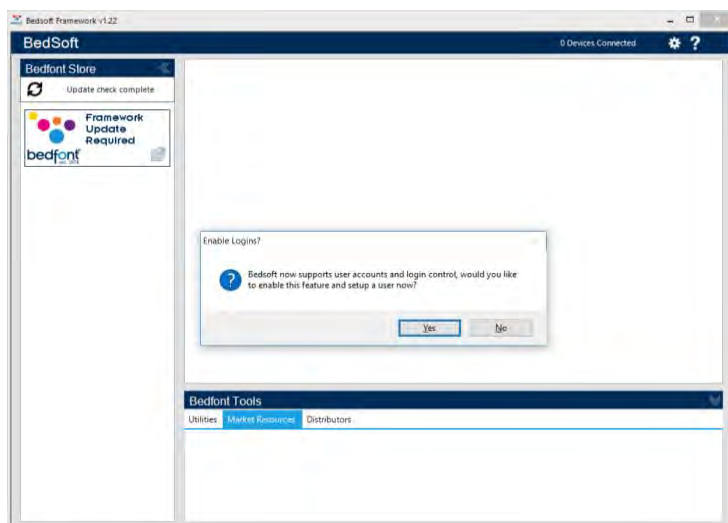 Bedsoft Framework v1.22
BedSoft
0 Devices Connected
?
Bedfont Store
Update check complete
Framework
Update
Required
bedfont
Enable Logins?
?
Bedsoft now supports user accounts and login control, would you like
to enable this feature and setup a user now?
Yes
No
Bedfont Tools
Utilities
Market Resources
Distributors